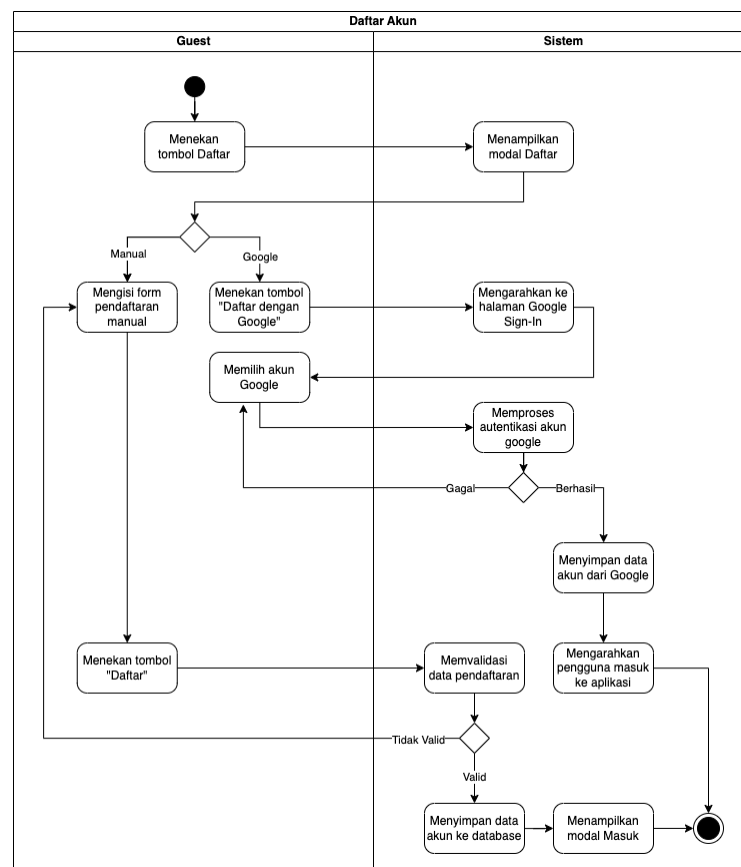 Daftar Akun
Guest
Sistem
Menekan
tombol Daftar
Menampilkan
modal Daftar
Manual
Google
Mengisi form
pendaftaran
manual
Menekan tombol
"Daftar dengan
Google"
Mengarahkan ke
halaman Google
Sign-In
Memilih akun
Google
Memproses
autentikasi akun
google
Gagal
Berhasil
Menyimpan data
akun dari Google
Menekan tombol
"Daftar"
Memvalidasi
data pendaftaran
Mengarahkan
pengguna masuk
ke aplikasi
Tidak Valid
Valid
Menyimpan data
akun ke database
Menampilkan
modal Masuk